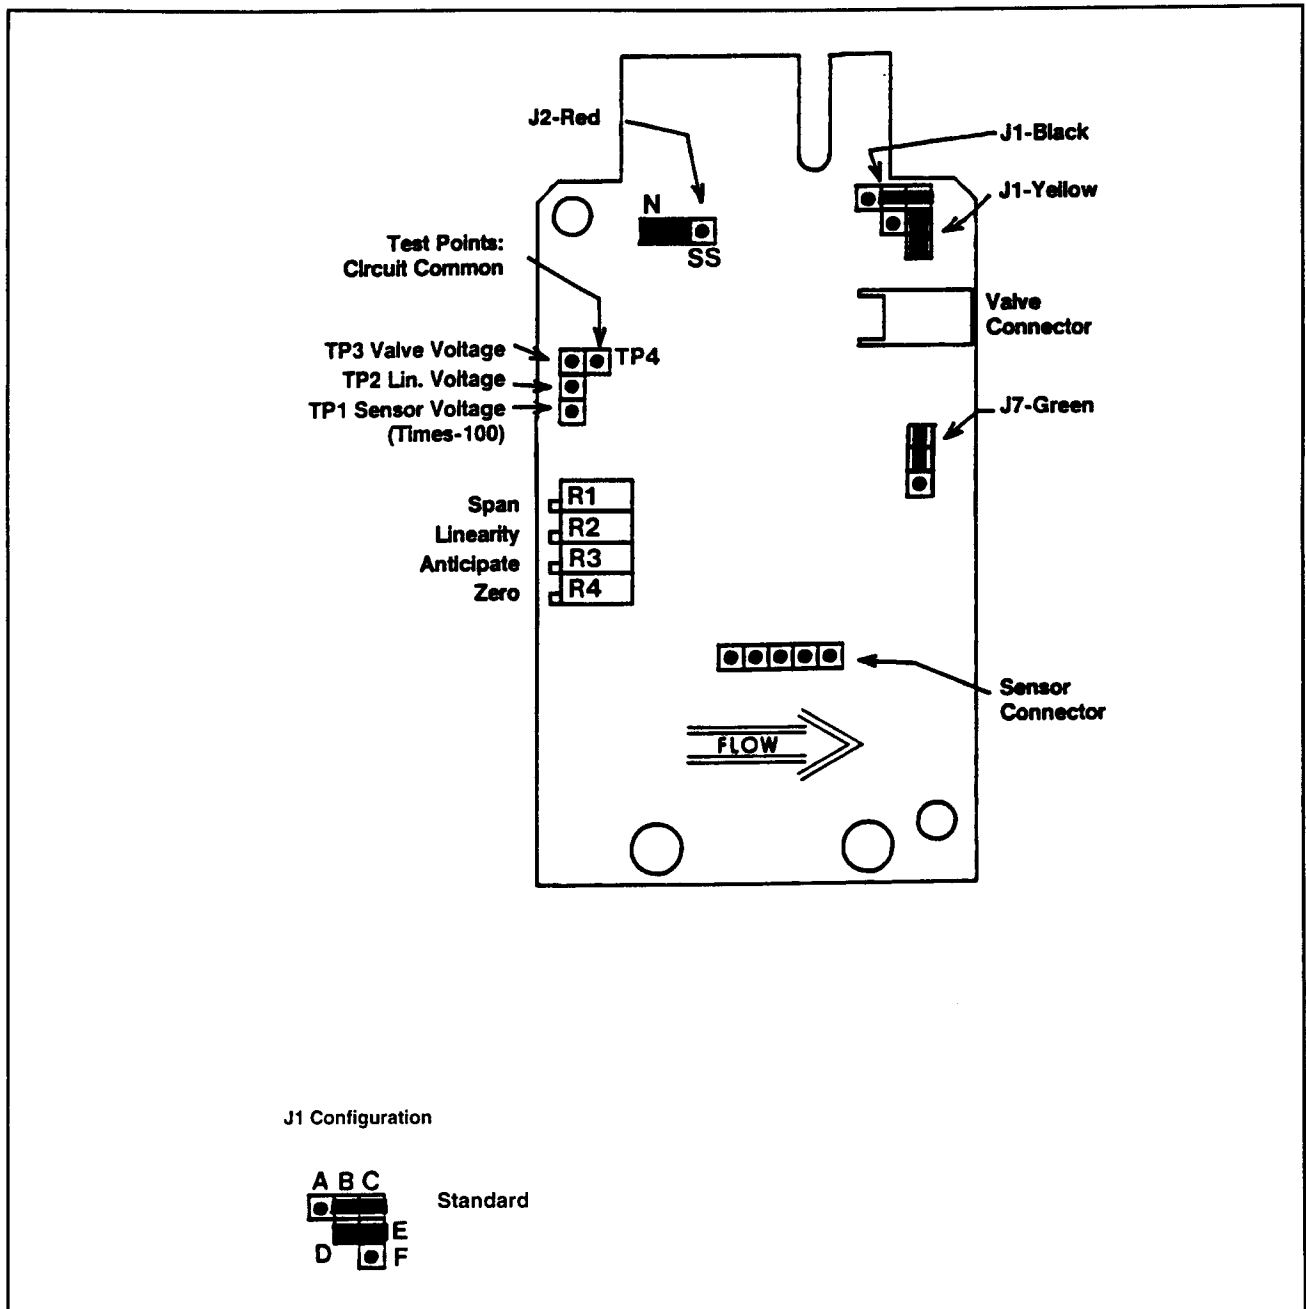 J2-Red
J1-Black
J1-Yellow
N
SS
Test Points:
Circuit Common
Valve
Connector
TP3 Valve Voltage
TP4
TP2 Lin. Voltage
TP1 Sensor Voltage
(Times-100)
J7-Green
Span
R1
Linearity
R2
Anticipate
R3
Zero
R4
Sensor
Connector
FLOW
J1 Configuration
A B C
Standard
E
D
F